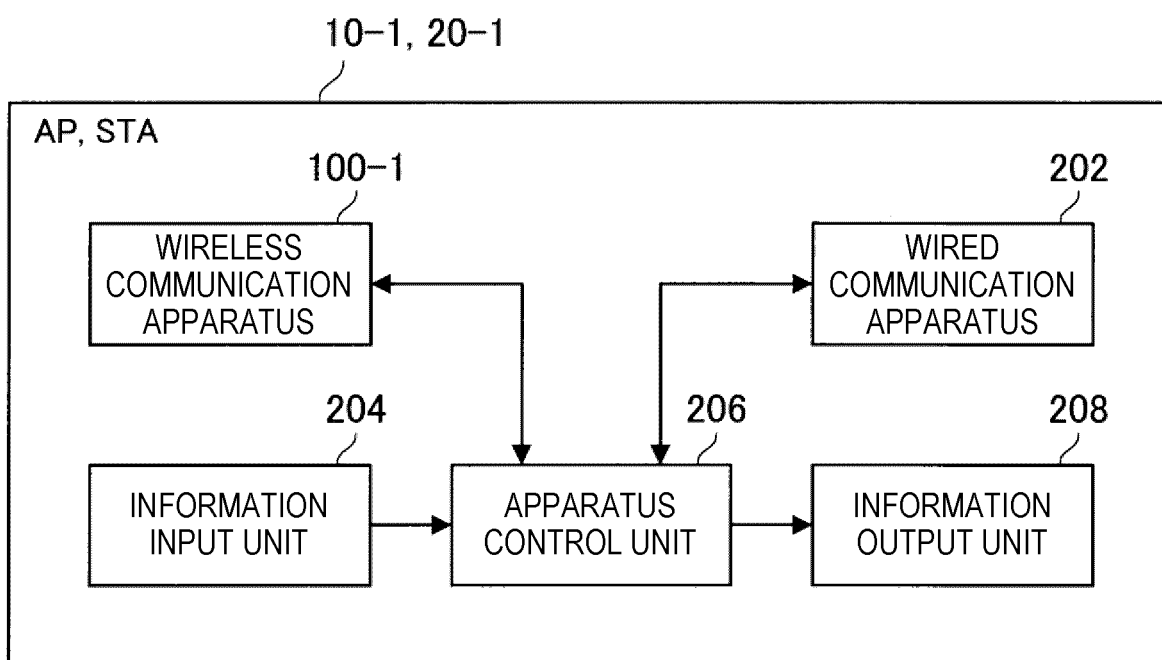 10-1, 20-1
AP, STA
100-1
WIRELESS
COMMUNICATION
APPARATUS
202
WIRED
COMMUNICATION
APPARATUS
204
INFORMATION
INPUT UNIT
206
APPARATUS
CONTROL UNIT
208
INFORMATION
OUTPUT UNIT